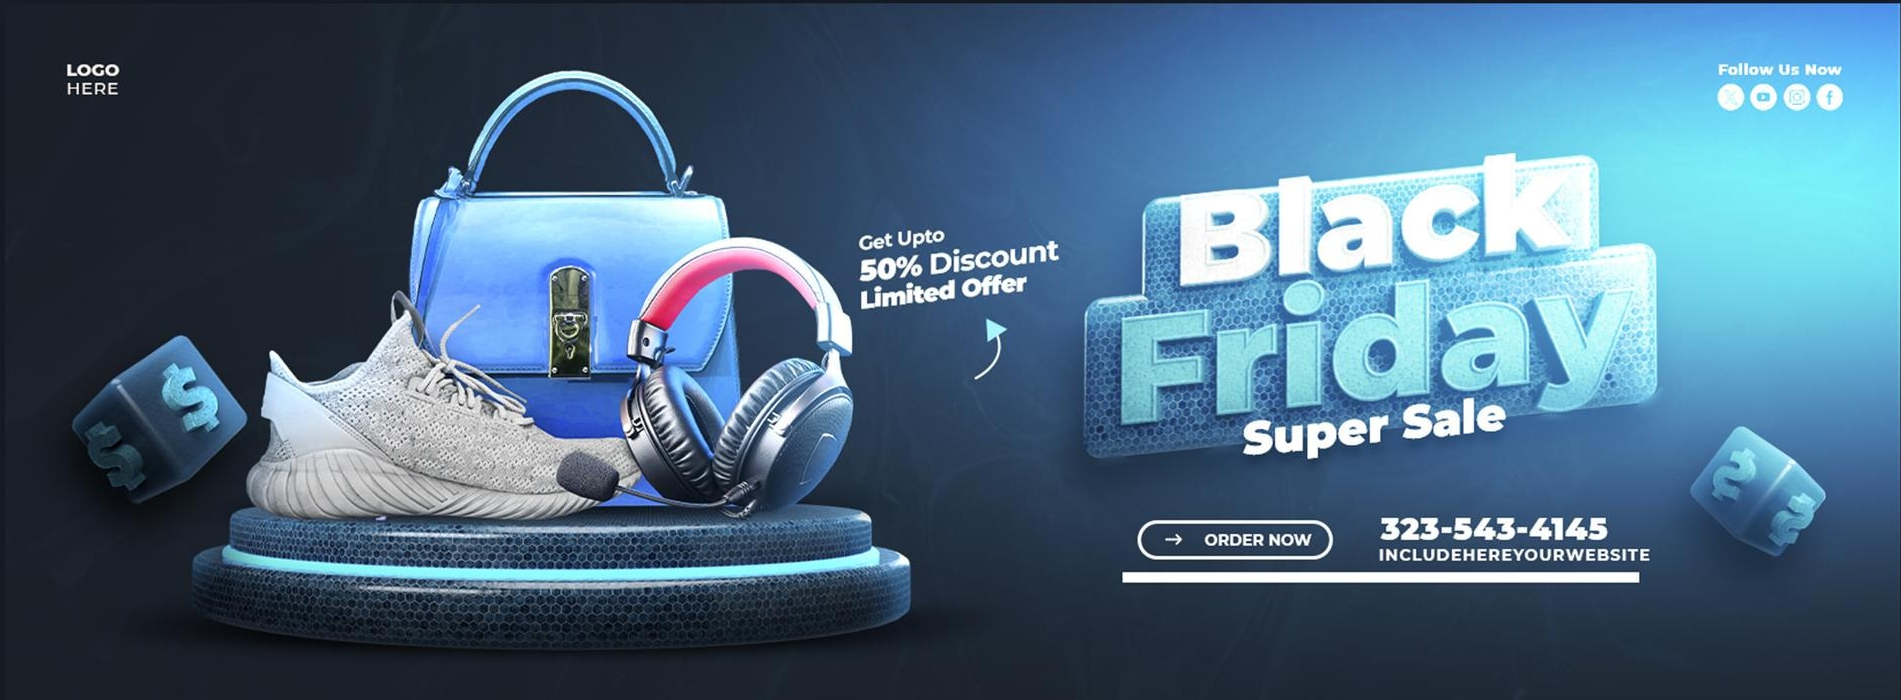 LOGO
HERE
Follow Us Now
Get Upto
50% Discount
Limited Offer
Black
Friday
Super Sale
ORDER NOW
323-543-4145
INCLUDEHEREYOURWEBSITE
$
$
$
$